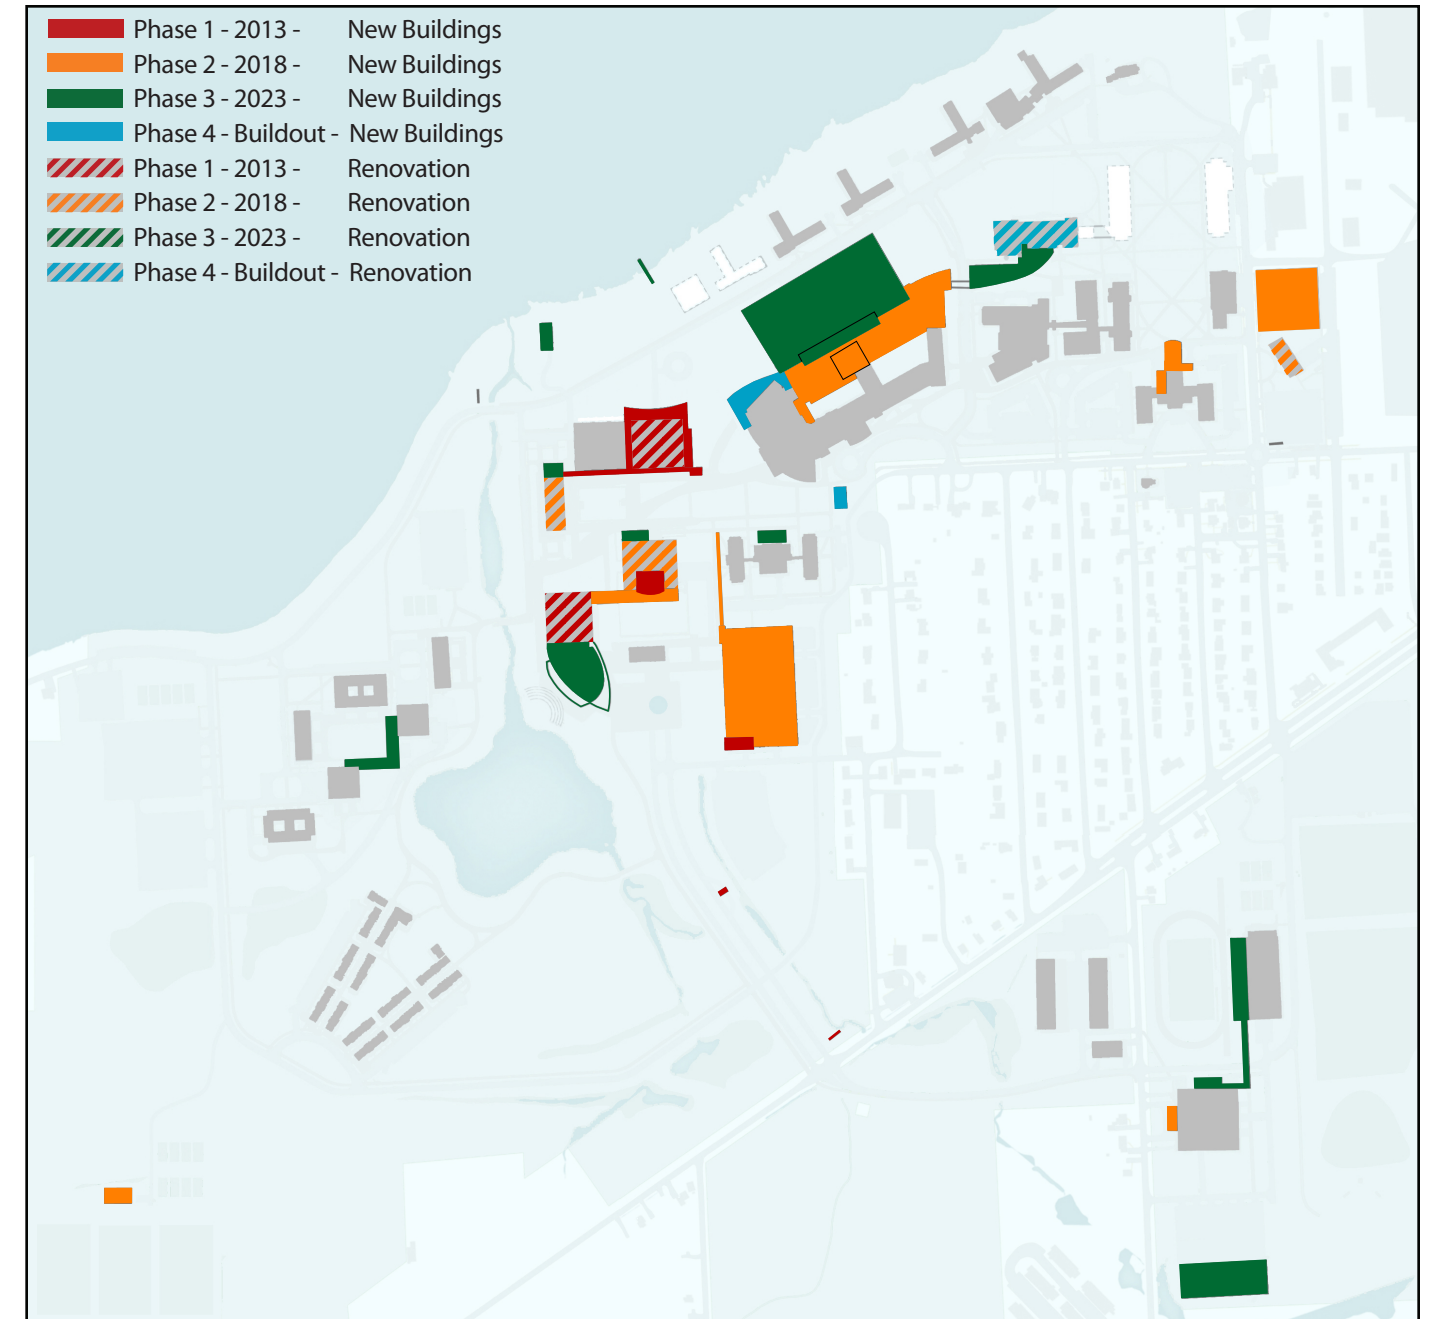 Phase 1 - 2013 - New Buildings
Phase 2 - 2018 - New Buildings
Phase 3 - 2023 - New Buildings
Phase 4 - Buildout - New Buildings
Phase 1 - 2013 - Renovation
Phase 2 - 2018 - Renovation
Phase 3 - 2023 - Renovation
Phase 4 - Buildout - Renovation